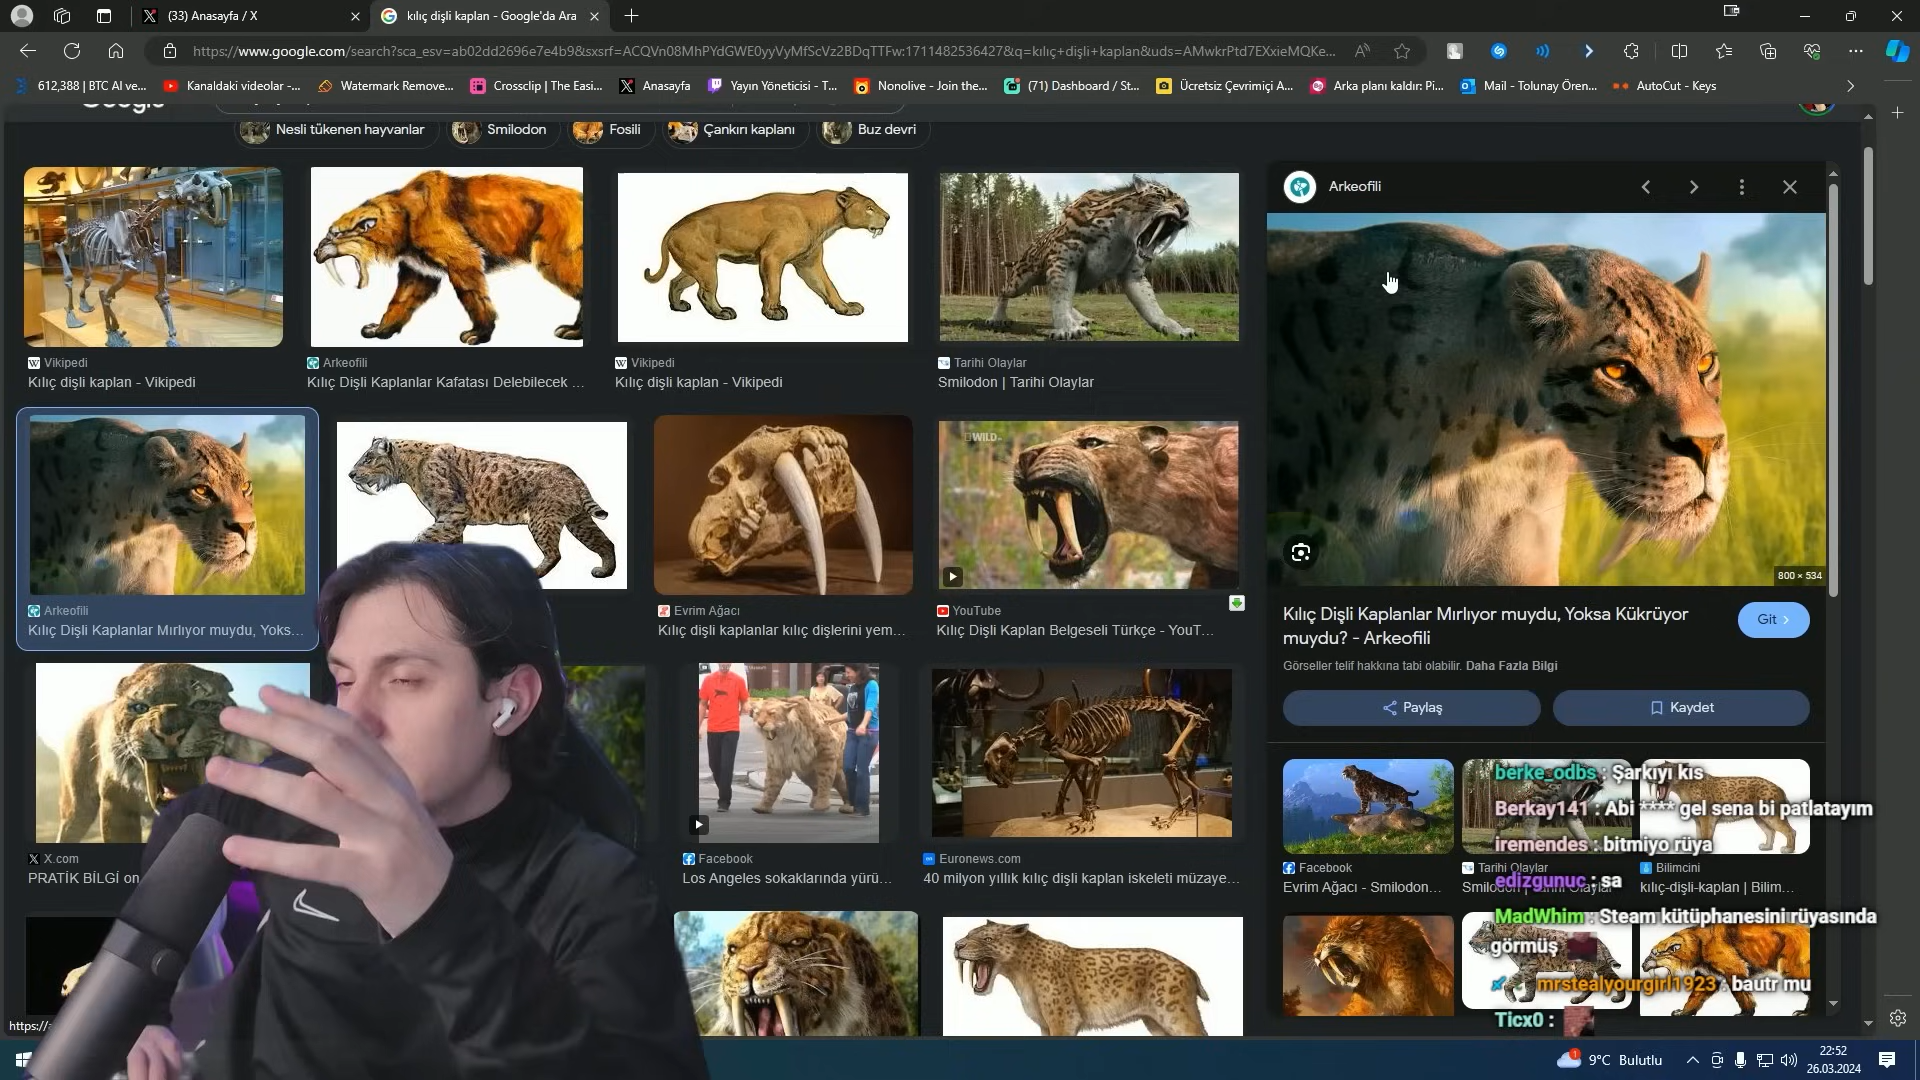 (33) Anasayfa / X
kılıç dişli kaplan - Google'da Ara
https://www.google.com/search?sca_esv=ab02dd2696e7e4b9&sxsrf=ACQVn08MhPYdGWE0yyVyMfScVz2BDqTTFw:1711482536427&q=kılıç+dişli+kaplan&uds=AMwkrPtd7EXxieMQKe...
612,388 | BTC Al ve...
Kanaldaki videolar -...
Watermark Remove...
Crossclip | The Easi...
Anasayfa
Yayın Yöneticisi - T...
Nonolive - Join the...
(71) Dashboard / St...
Ücretsiz Çevrimiçi A...
Arka planı kaldır: Pi...
Mail - Tolunay Ören...
AutoCut - Keys
Google
Nesli tükenen hayvanlar
Smilodon
Fosili
Çankırı kaplanı
Buz devri
Vikipedi
Kılıç dişli kaplan - Vikipedi
Arkeofili
Kılıç Dişli Kaplanlar Kafatası Delebilecek ...
Vikipedi
Kılıç dişli kaplan - Vikipedi
Tarihi Olaylar
Smilodon | Tarihi Olaylar
WILD
Arkeofili
Kılıç Dişli Kaplanlar Mırlıyor muydu, Yoks...
Evrim Ağacı
Kılıç dişli kaplanlar kılıç dişlerini yem...
YouTube
Kılıç Dişli Kaplan Belgeseli Türkçe - YouT...
X.com
PRATİK BİLGİ on
Facebook
Los Angeles sokaklarında yürü...
Euronews.com
40 milyon yıllık kılıç dişli kaplan iskeleti müzaye...
Arkeofili
800 × 534
Kılıç Dişli Kaplanlar Mırlıyor muydu, Yoksa Kükrüyor
muydu? - Arkeofili
Git
Görseller telif hakkına tabi olabilir. Daha Fazla Bilgi
Paylaş
Kaydet
Facebook
Evrim Ağacı - Smilodon...
Tarihi Olaylar
Smilodon | Tarihi Olaylar
Bilimcini
kılıç-dişli-kaplan | Bilim...
berke_odbs : Şarkıyı kıs
Berkay141 : Abi **** gel sena bi patlatayım
iremendes : bitmiyo rüya
edizgunuc : sa
MadWhim : Steam kütüphanesini rüyasında
görmüş
mrstealyourgirl1923 : bautr mu
Ticx0 :
https://a
9°C Bulutlu
22:52
26.03.2024